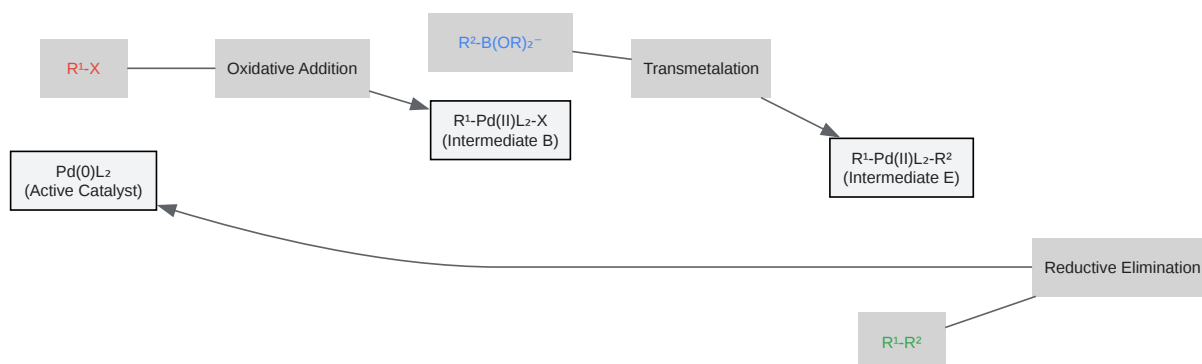 R¹-X
Oxidative Addition
R²-B(OR)₂⁻
Transmetalation
R¹-Pd(II)L₂-X
(Intermediate B)
Pd(0)L₂
(Active Catalyst)
R¹-Pd(II)L₂-R²
(Intermediate E)
Reductive Elimination
R¹-R²